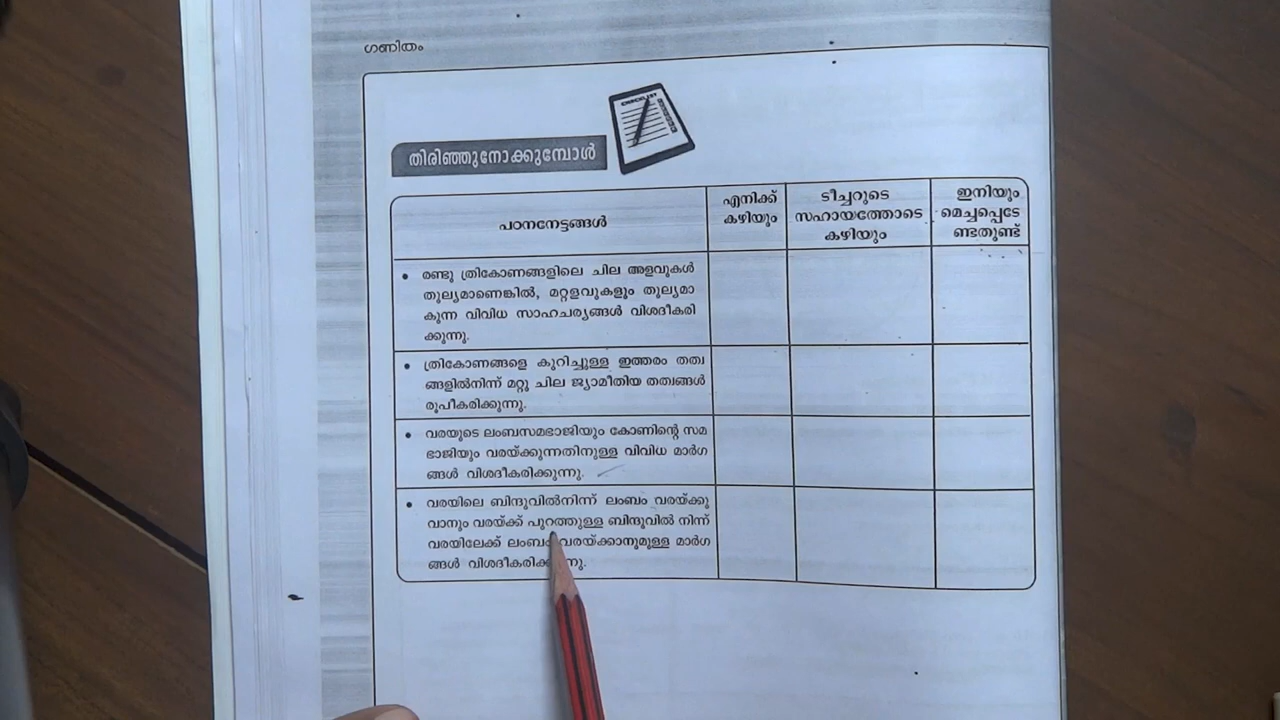 ഗണിതം
CHECKLIST
തിരിഞ്ഞുനോക്കുമ്പോൾ
പഠനനേട്ടങ്ങൾ
എനിക്ക്
കഴിയും
ടീച്ചറുടെ
സഹായത്തോടെ
കഴിയും
ഇനിയും
മെച്ചപ്പെടേ
ണ്ടതുണ്ട്
• രണ്ടു ത്രികോണങ്ങളിലെ ചില അളവുകൾ
തുല്യമാണെങ്കിൽ, മറ്റളവുകളും തുല്യമാ
കുന്ന വിവിധ സാഹചര്യങ്ങൾ വിശദീകരി
ക്കുന്നു.
• ത്രികോണങ്ങളെ കുറിച്ചുള്ള ഇത്തരം തത്വ
ങ്ങളിൽനിന്ന് മറ്റു ചില ജ്യാമീതിയ തത്വങ്ങൾ
രൂപീകരിക്കുന്നു.
• വരയുടെ ലംബസമഭാജിയും കോണിന്റെ സമ
ഭാജിയും വരയ്ക്കുന്നതിനുള്ള വിവിധ മാർഗ
ങ്ങൾ വിശദീകരിക്കുന്നു.
• വരയിലെ ബിന്ദുവിൽനിന്ന് ലംബം വരയ്ക്കു
വാനും വരയ്ക്ക് പുറത്തുള്ള ബിന്ദുവിൽ നിന്ന്
വരയിലേക്ക് വരയ്ക്കാനുമുള്ള മാർഗ
ങ്ങൾ